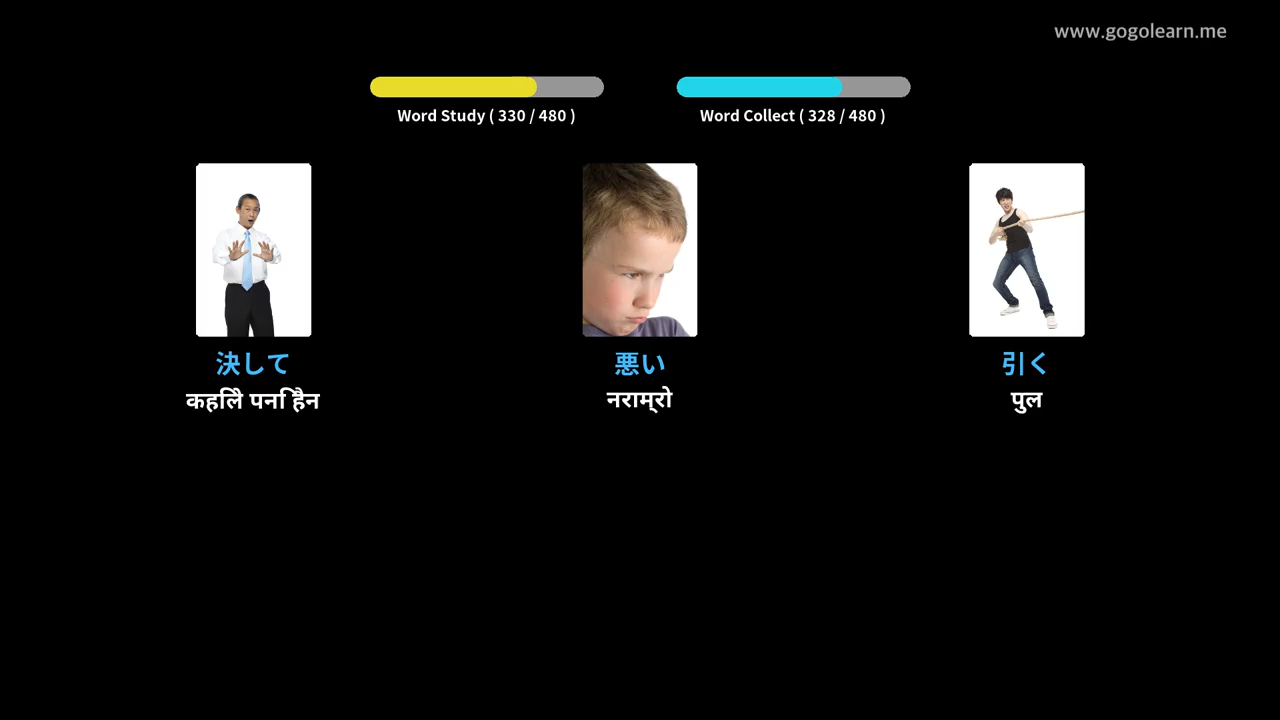 www.gogolearn.me
Word Study ( 330 / 480 )
Word Collect ( 328 / 480 )
決して
悪い
引く
कहिले पनि हैन
नराम्रो
पुल